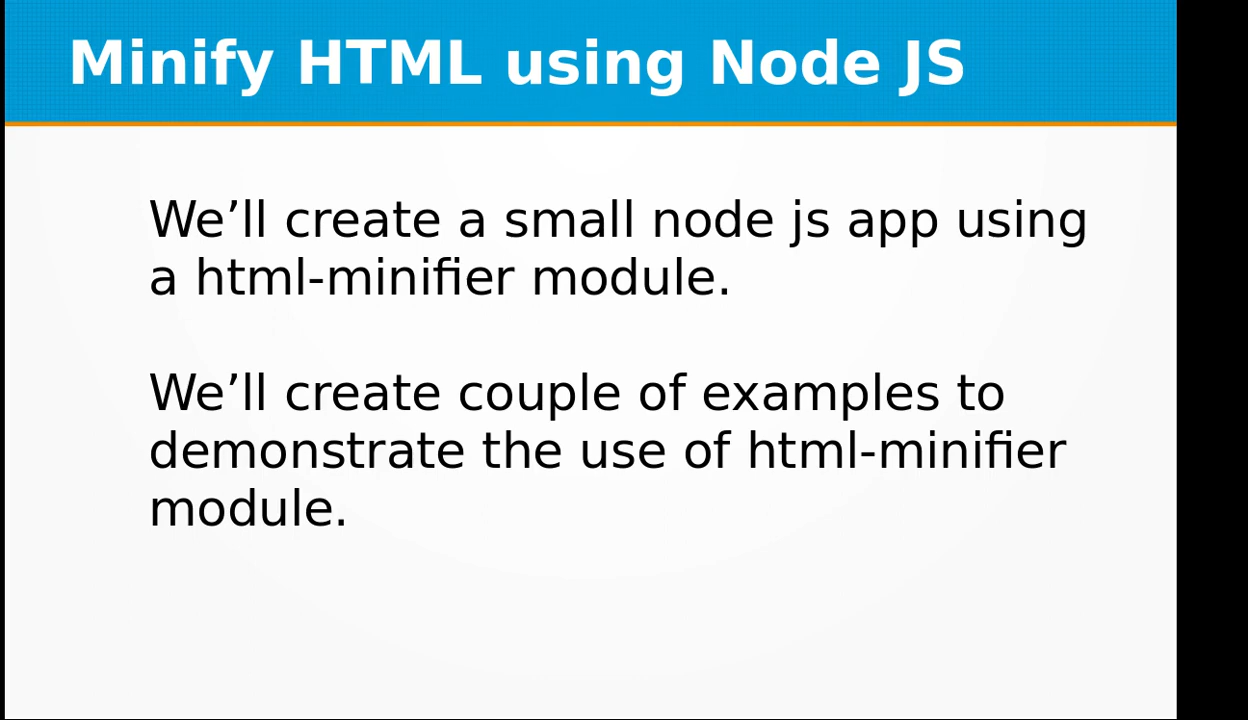 Minify HTML using Node JS
We’ll create a small node js app using
a html-minifier module.
We’ll create couple of examples to
demonstrate the use of html-minifier
module.